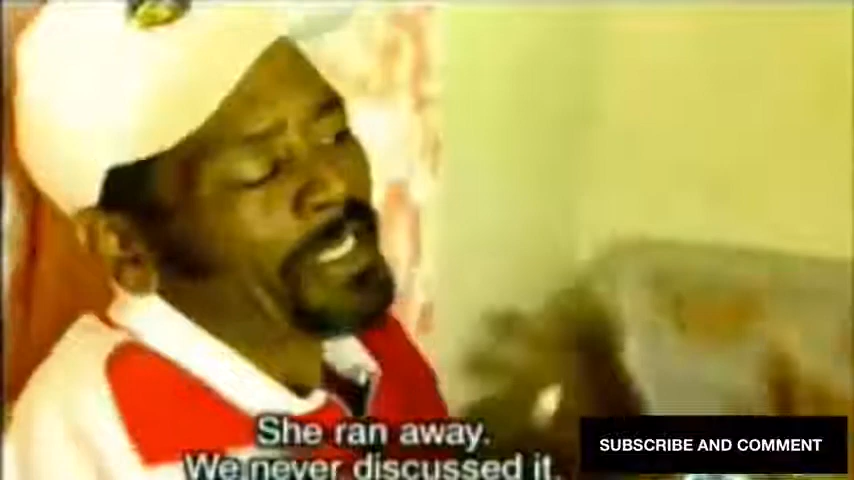 She ran away.
We never discussed it.
SUBSCRIBE AND COMMENT